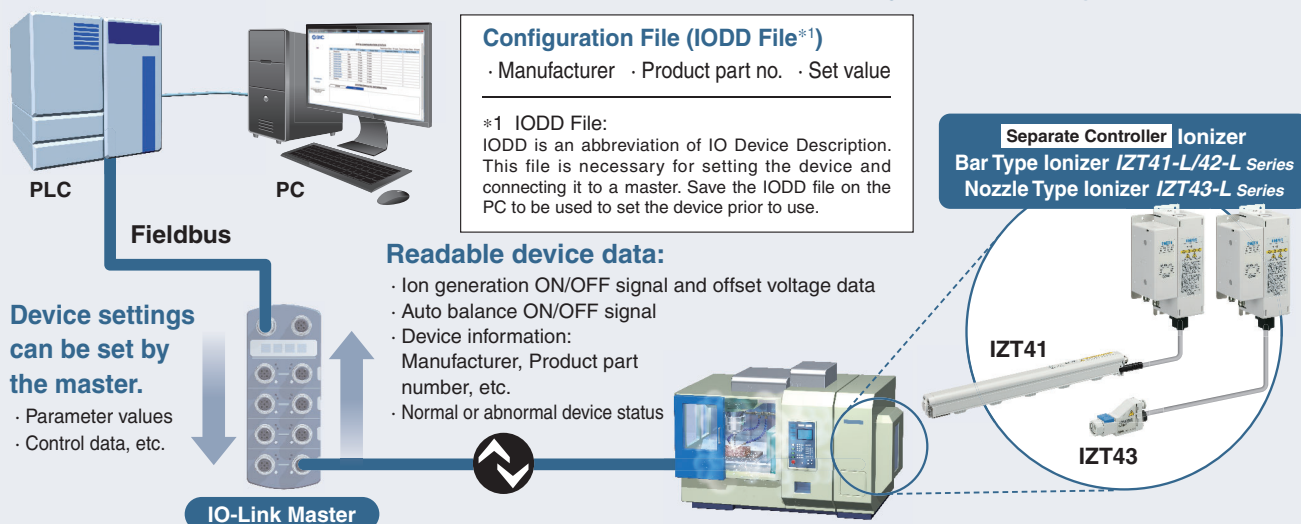 Configuration File (IODD File*1)
· Manufacturer · Product part no. · Set value
*1 IODD File:
IODD is an abbreviation of IO Device Description.
This file is necessary for setting the device and
connecting it to a master. Save the IODD file on the
PC to be used to set the device prior to use.
Separate Controller Ionizer
Bar Type Ionizer IZT41-L/42-L Series
Nozzle Type Ionizer IZT43-L Series
PLC
PC
Fieldbus
Readable device data:
· Ion generation ON/OFF signal and offset voltage data
· Auto balance ON/OFF signal
· Device information:
Manufacturer, Product part
number, etc.
· Normal or abnormal device status
Device settings
can be set by
the master.
· Parameter values
· Control data, etc.
IO-Link Master
IZT41
IZT43